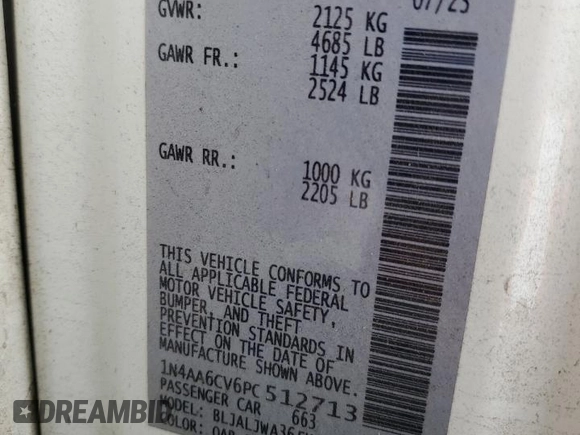 07/23
GVWR: 2125 KG
4685 LB
GAWR FR.: 1145 KG
2524 LB
GAWR RR.: 1000 KG
2205 LB
THIS VEHICLE CONFORMS TO
ALL APPLICABLE FEDERAL
MOTOR VEHICLE SAFETY,
BUMPER, AND THEFT
PREVENTION STANDARDS IN
EFFECT ON THE DATE OF
MANUFACTURE SHOWN ABOVE.
1N4AA6CV6PC512713
PASSENGER CAR 663
MODEL:
COLOR:
DREAMBID